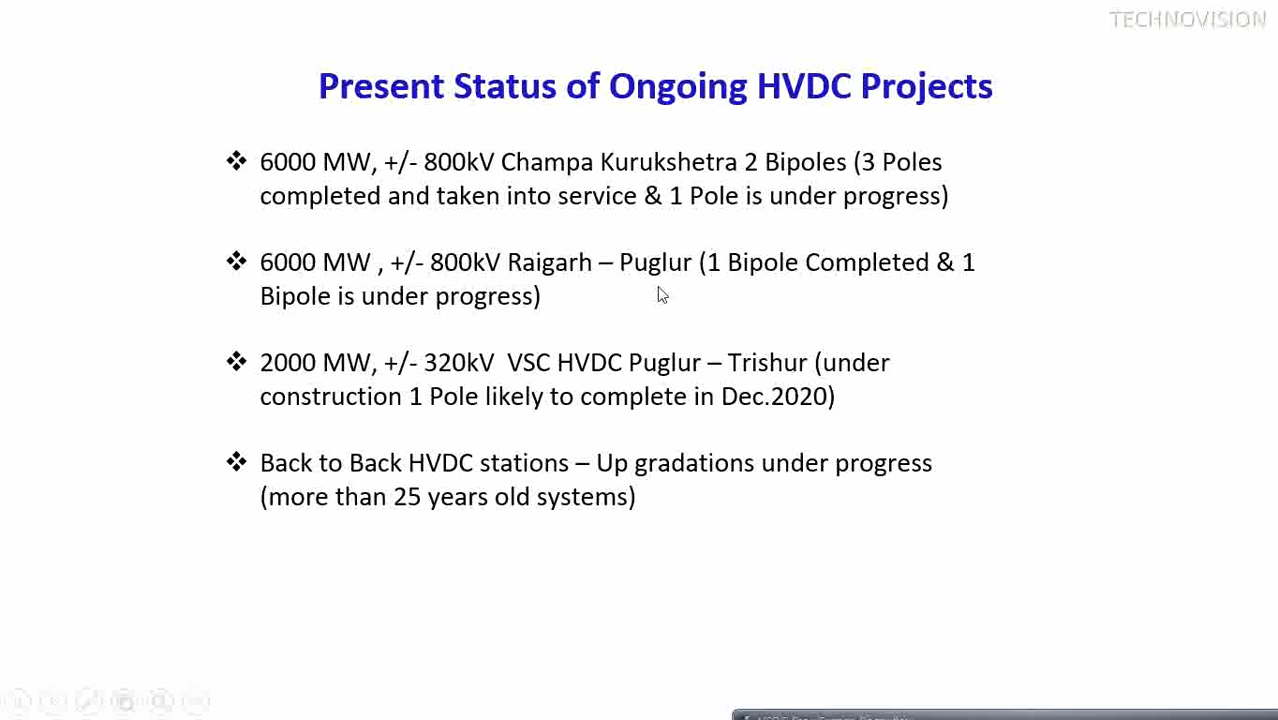 TECHNOVISION
Present Status of Ongoing HVDC Projects
❖ 6000 MW, +/- 800kV Champa Kurukshetra 2 Bipoles (3 Poles
completed and taken into service & 1 Pole is under progress)
❖ 6000 MW , +/- 800kV Raigarh – Puglur (1 Bipole Completed & 1
Bipole is under progress)
❖ 2000 MW, +/- 320kV  VSC HVDC Puglur – Trishur (under
construction 1 Pole likely to complete in Dec.2020)
❖ Back to Back HVDC stations – Up gradations under progress
(more than 25 years old systems)